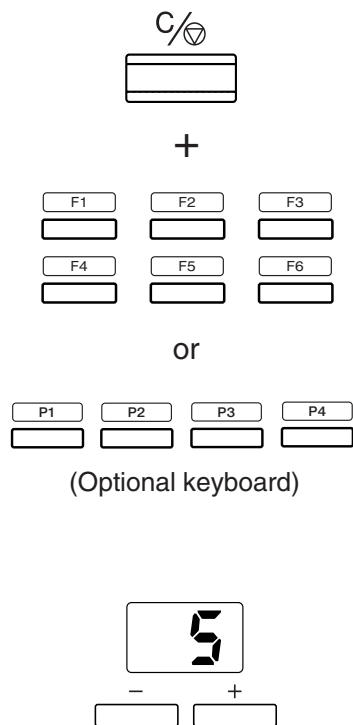 C/
+
F1 F2 F3
F4 F5 F6
or
P1 P2 P3 P4
(Optional keyboard)
5
− +